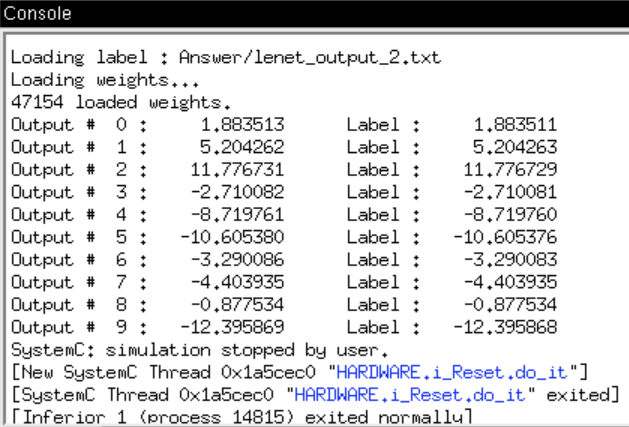 Console
Loading label : Answer/lenet_output_2.txt
Loading weights...
47154 loaded weights.
Output # 0 : 1.883513 Label : 1.883511
Output # 1 : 5.204262 Label : 5.204263
Output # 2 : 11.776731 Label : 11.776729
Output # 3 : -2.710082 Label : -2.710081
Output # 4 : -8.719761 Label : -8.719760
Output # 5 : -10.605380 Label : -10.605376
Output # 6 : -3.290086 Label : -3.290083
Output # 7 : -4.403935 Label : -4.403935
Output # 8 : -0.877534 Label : -0.877534
Output # 9 : -12.395869 Label : -12.395868
SystemC: simulation stopped by user.
[New SystemC Thread 0x1a5cec0 "HARDWARE.i_Reset.do_it"]
[SystemC Thread 0x1a5cec0 "HARDWARE.i_Reset.do_it" exited]
[Inferior 1 (process 14815) exited normally]